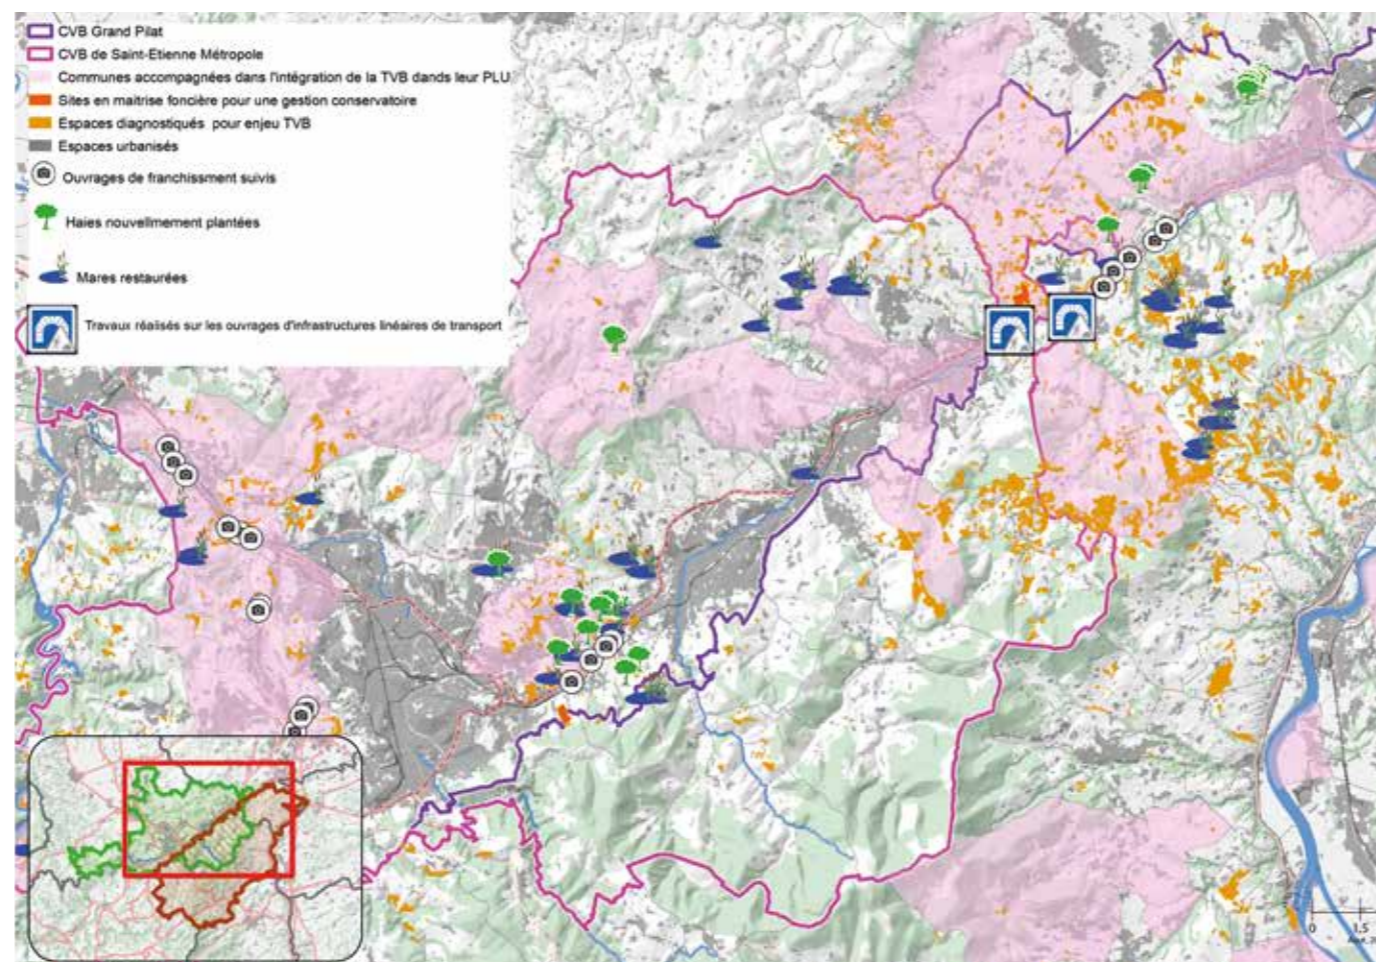 CVB Grand Pilat
CVB de Saint-Etienne Métropole
Communes accompagnées dans l'intégration de la TVB dands leur PLU
Sites en maitrise foncière pour une gestion conservatoire
Espaces diagnostiqués pour enjeu TVB
Espaces urbanisés
Ouvrages de franchissment suivis
Haies nouvellmement plantées
Mares restaurées
Travaux réalisés sur les ouvrages d'infrastructures linéaires de transport
0 1,5